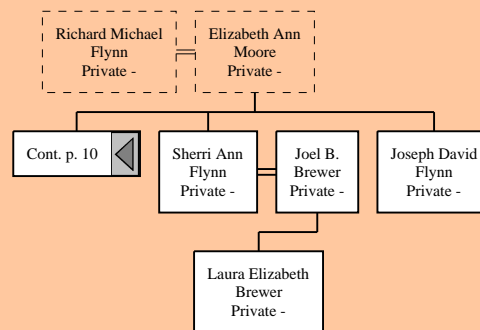 Richard Michael
Flynn
Private -
Elizabeth Ann
Moore
Private -
Cont. p. 10
Sherri Ann
Flynn
Private -
Joel B.
Brewer
Private -
Joseph David
Flynn
Private -
Laura Elizabeth
Brewer
Private -